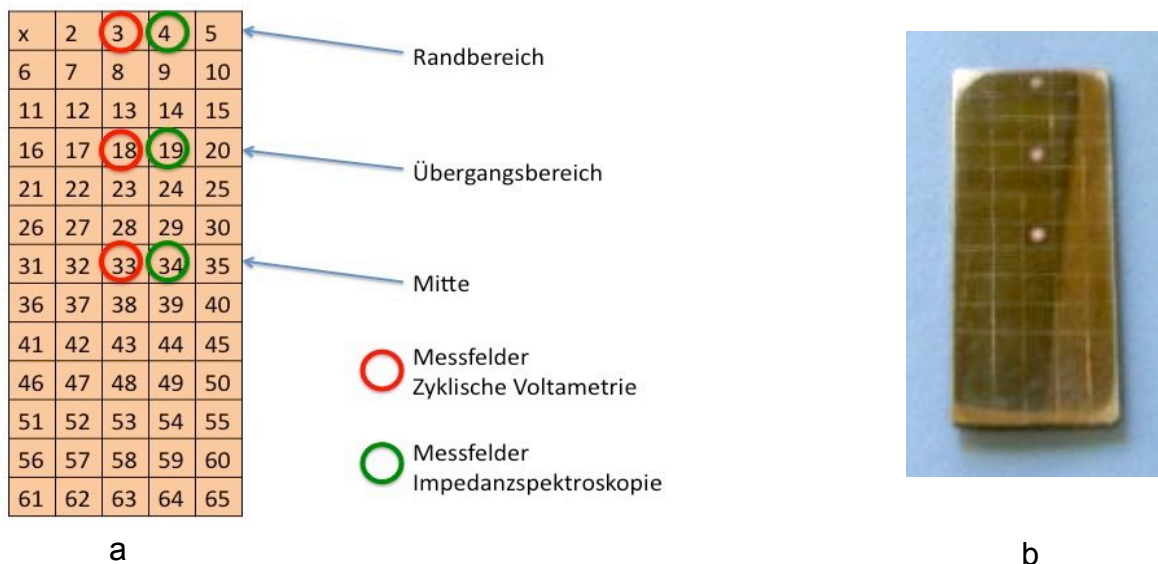 x 2 3 4 5
6 7 8 9 10
11 12 13 14 15
16 17 18 19 20
21 22 23 24 25
26 27 28 29 30
31 32 33 34 35
36 37 38 39 40
41 42 43 44 45
46 47 48 49 50
51 52 53 54 55
56 57 58 59 60
61 62 63 64 65
Randbereich
Übergangsbereich
Mitte
Messfelder
Zyklische Voltametrie
Messfelder
Impedanzspektroskopie
a
b